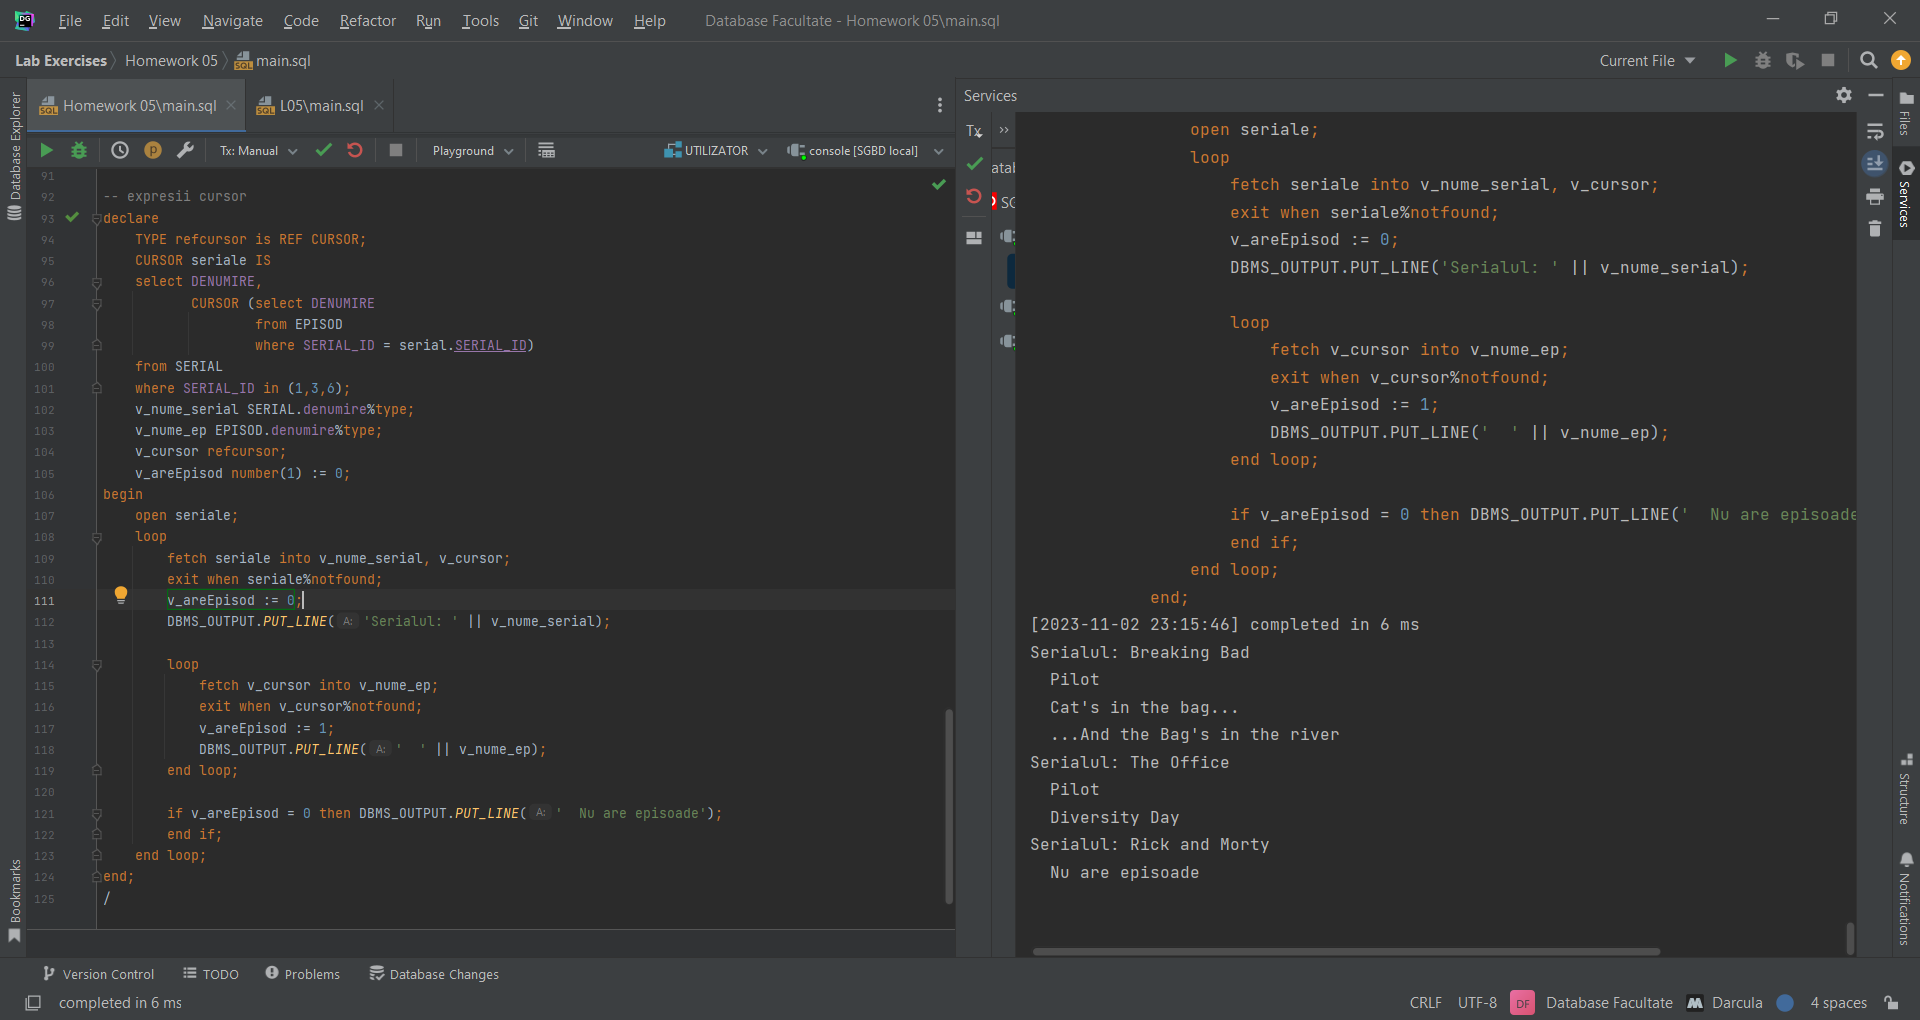 File Edit View Navigate Code Refactor Run Tools Git Window Help Database Facultate - Homework 05\main.sql
Lab Exercises Homework 05 main.sql
Current File
Homework 05\main.sql L05\main.sql
Tx: Manual Playground UTILIZATOR console [SGBD local]
Database Explorer
Bookmarks
91
92 -- expresii cursor
93 declare
94 TYPE refcursor is REF CURSOR;
95 CURSOR seriale IS
96 select DENUMIRE,
97 CURSOR (select DENUMIRE
98 from EPISOD
99 where SERIAL_ID = serial.SERIAL_ID)
100 from SERIAL
101 where SERIAL_ID in (1,3,6);
102 v_nume_serial SERIAL.denumire%type;
103 v_nume_ep EPISOD.denumire%type;
104 v_cursor refcursor;
105 v_areEpisod number(1) := 0;
106 begin
107 open seriale;
108 loop
109 fetch seriale into v_nume_serial, v_cursor;
110 exit when seriale%notfound;
111 v_areEpisod := 0;
112 DBMS_OUTPUT.PUT_LINE( A: 'Serialul: ' || v_nume_serial);
113
114 loop
115 fetch v_cursor into v_nume_ep;
116 exit when v_cursor%notfound;
117 v_areEpisod := 1;
118 DBMS_OUTPUT.PUT_LINE( A: '  ' || v_nume_ep);
119 end loop;
120
121 if v_areEpisod = 0 then DBMS_OUTPUT.PUT_LINE( A: '  Nu are episoade');
122 end if;
123 end loop;
124 end;
125 /
Services
Tx
atab
SG
open seriale;
loop
fetch seriale into v_nume_serial, v_cursor;
exit when seriale%notfound;
v_areEpisod := 0;
DBMS_OUTPUT.PUT_LINE('Serialul: ' || v_nume_serial);
loop
fetch v_cursor into v_nume_ep;
exit when v_cursor%notfound;
v_areEpisod := 1;
DBMS_OUTPUT.PUT_LINE('  ' || v_nume_ep);
end loop;
if v_areEpisod = 0 then DBMS_OUTPUT.PUT_LINE('  Nu are episoade
end if;
end loop;
end;
[2023-11-02 23:15:46] completed in 6 ms
Serialul: Breaking Bad
Pilot
Cat's in the bag...
...And the Bag's in the river
Serialul: The Office
Pilot
Diversity Day
Serialul: Rick and Morty
Nu are episoade
Files
Services
Structure
Notifications
Version Control TODO Problems Database Changes
completed in 6 ms
CRLF UTF-8 DF Database Facultate Darcula 4 spaces